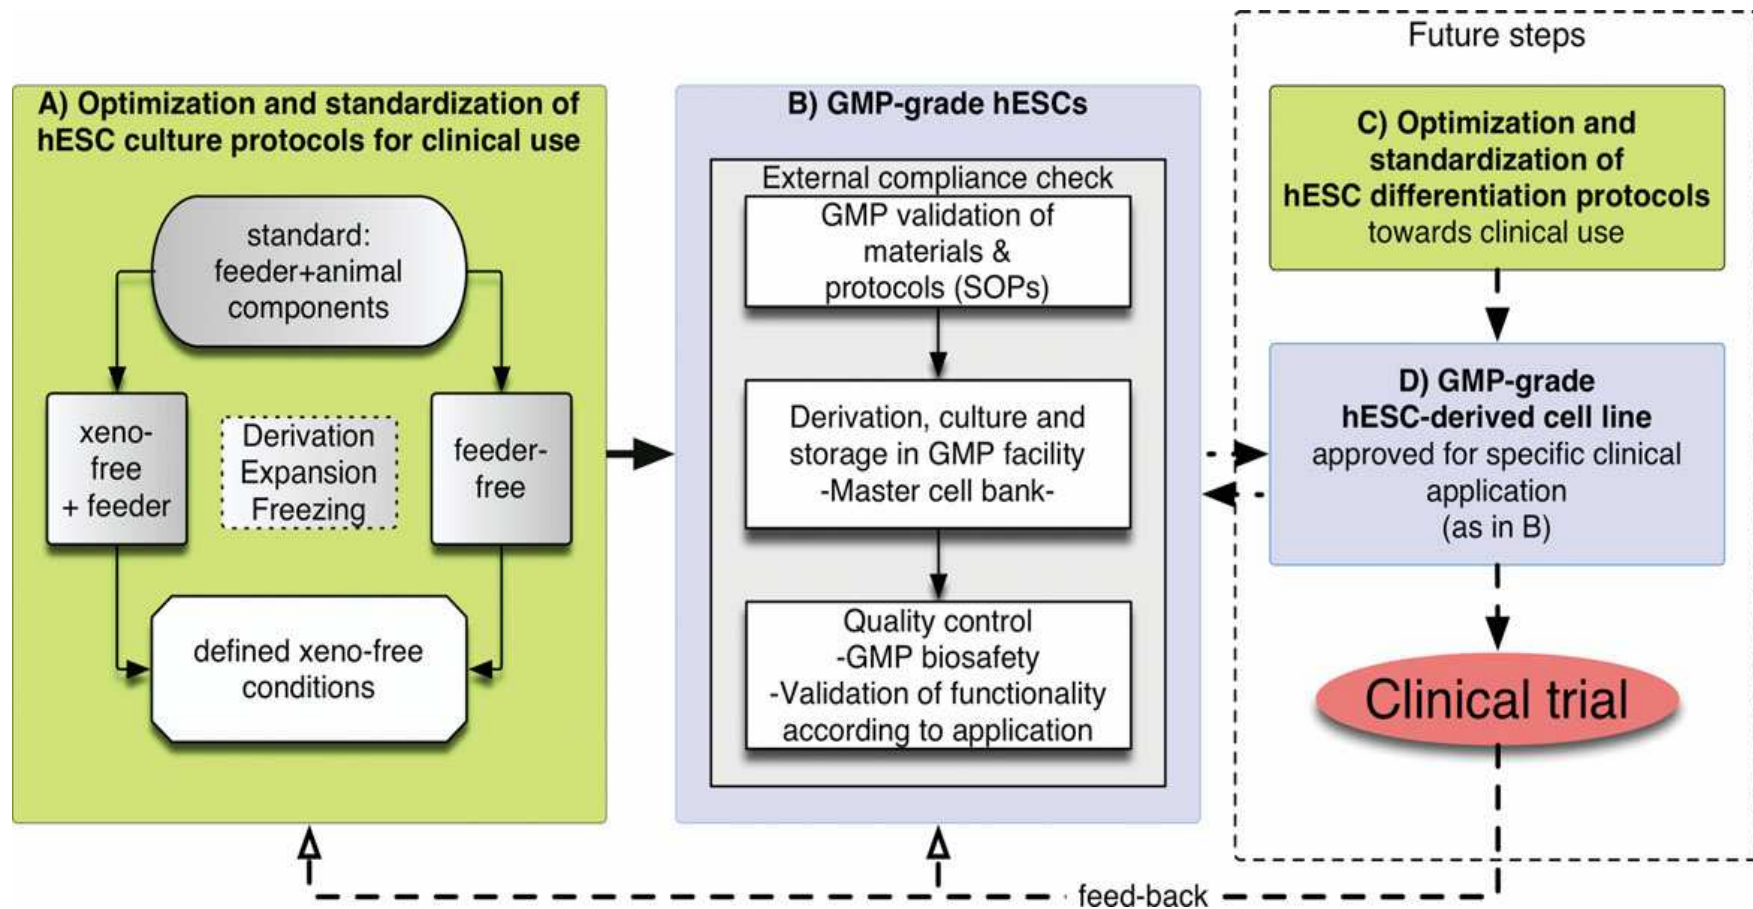 Future steps
A) Optimization and standardization of
hESC culture protocols for clinical use
standard:
feeder+animal
components
xeno-
free
+ feeder
Derivation
Expansion
Freezing
feeder-
free
defined xeno-free
conditions
B) GMP-grade hESCs
External compliance check
GMP validation of
materials &
protocols (SOPs)
Derivation, culture and
storage in GMP facility
-Master cell bank-
Quality control
-GMP biosafety
-Validation of functionality
according to application
C) Optimization and
standardization of
hESC differentiation protocols
towards clinical use
D) GMP-grade
hESC-derived cell line
approved for specific clinical
application
(as in B)
Clinical trial
feed-back